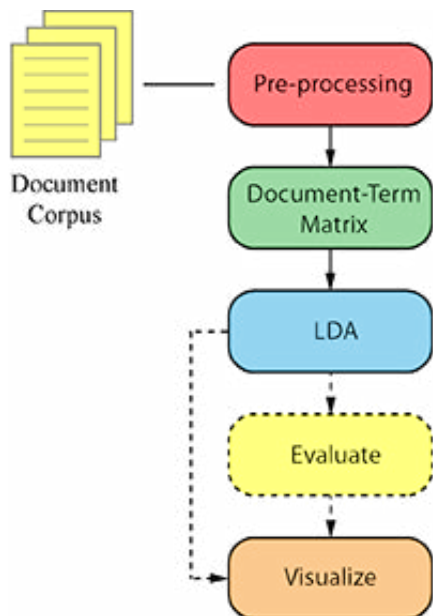 Pre-processing
Document
Corpus
Document-Term
Matrix
LDA
Evaluate
Visualize